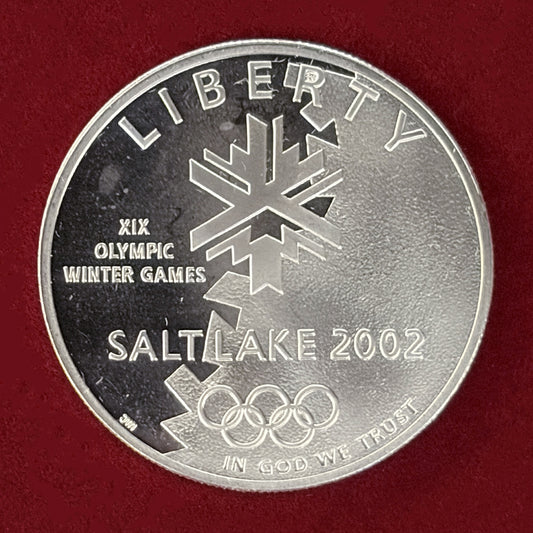 LIBERTY
XIX
OLYMPIC
WINTER GAMES
SALT LAKE 2002
IN GOD WE TRUST